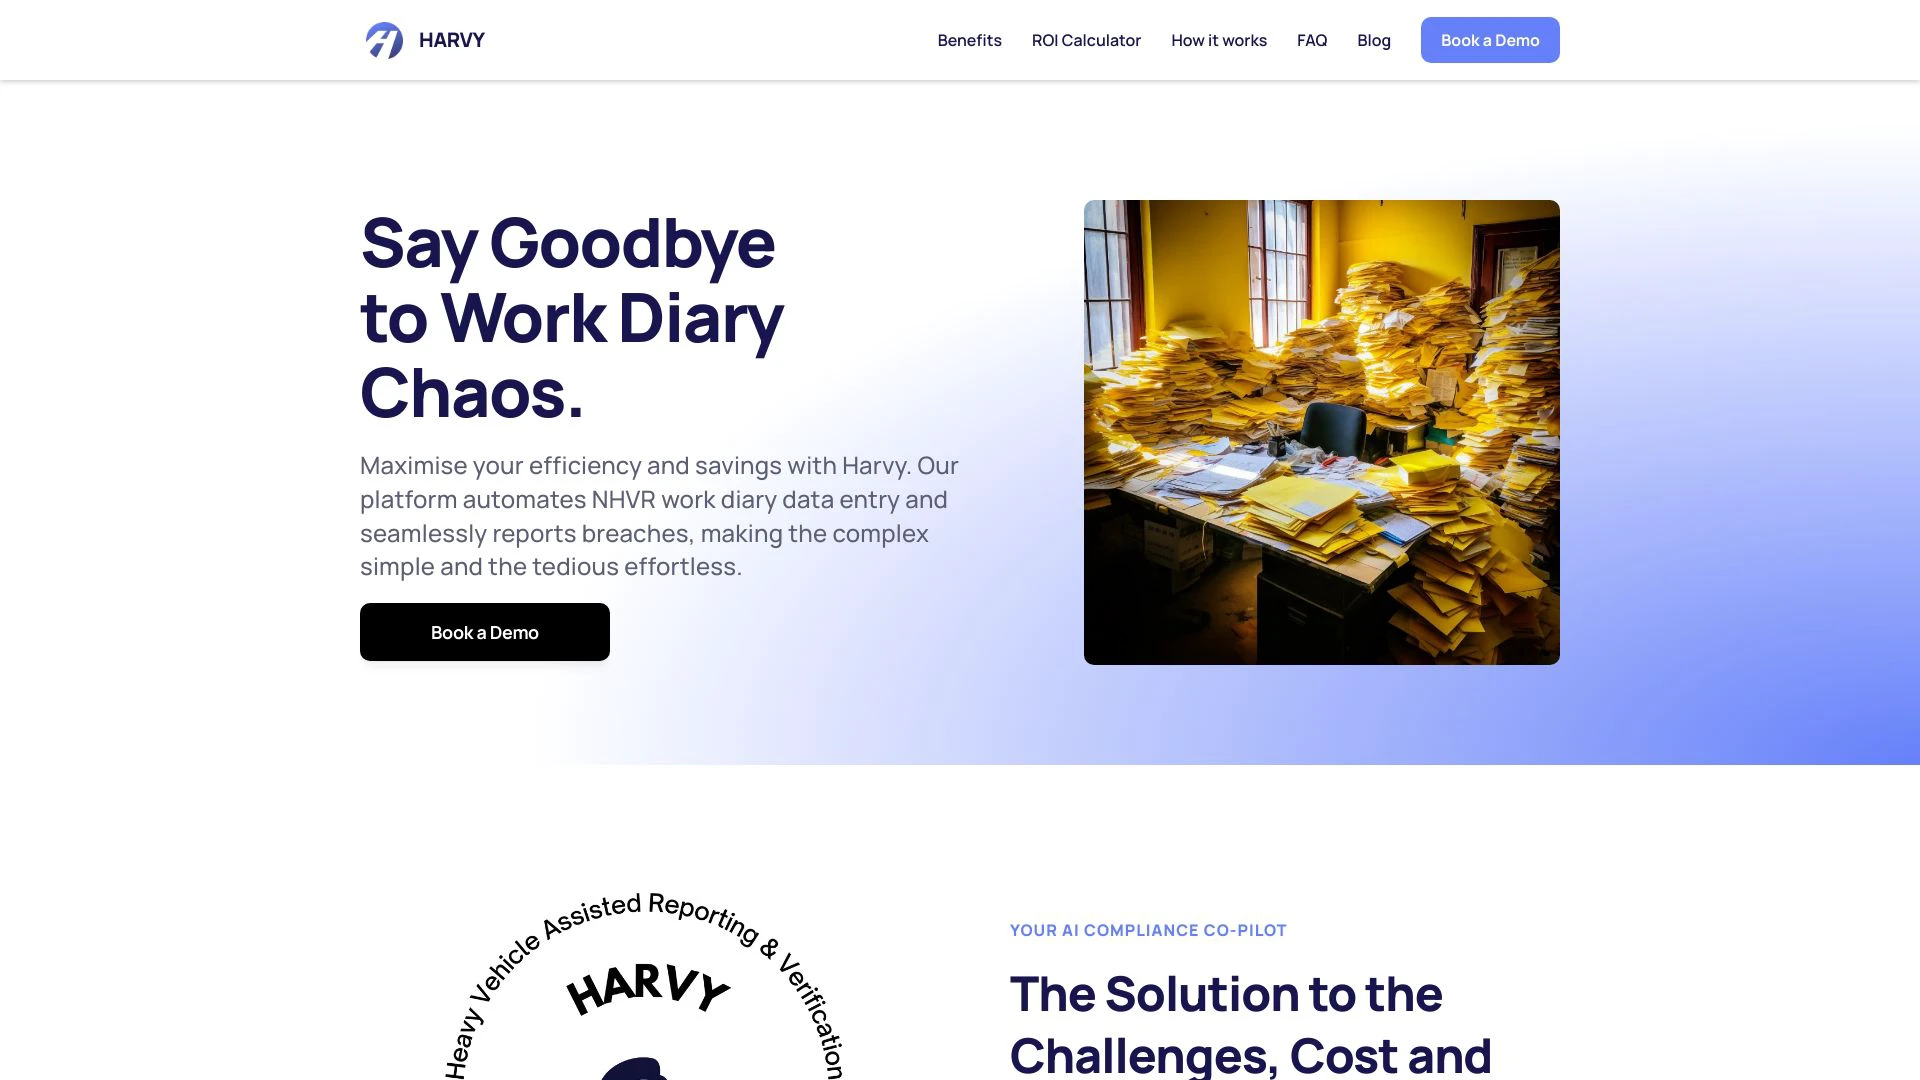 HARVY
Benefits
ROI Calculator
How it works
FAQ
Blog
Book a Demo
Say Goodbye
to Work Diary
Chaos.
Maximise your efficiency and savings with Harvy. Our
platform automates NHVR work diary data entry and
seamlessly reports breaches, making the complex
simple and the tedious effortless.
Book a Demo
Heavy Vehicle Assisted Reporting & Verification
HARVY
YOUR AI COMPLIANCE CO-PILOT
The Solution to the
Challenges, Cost and